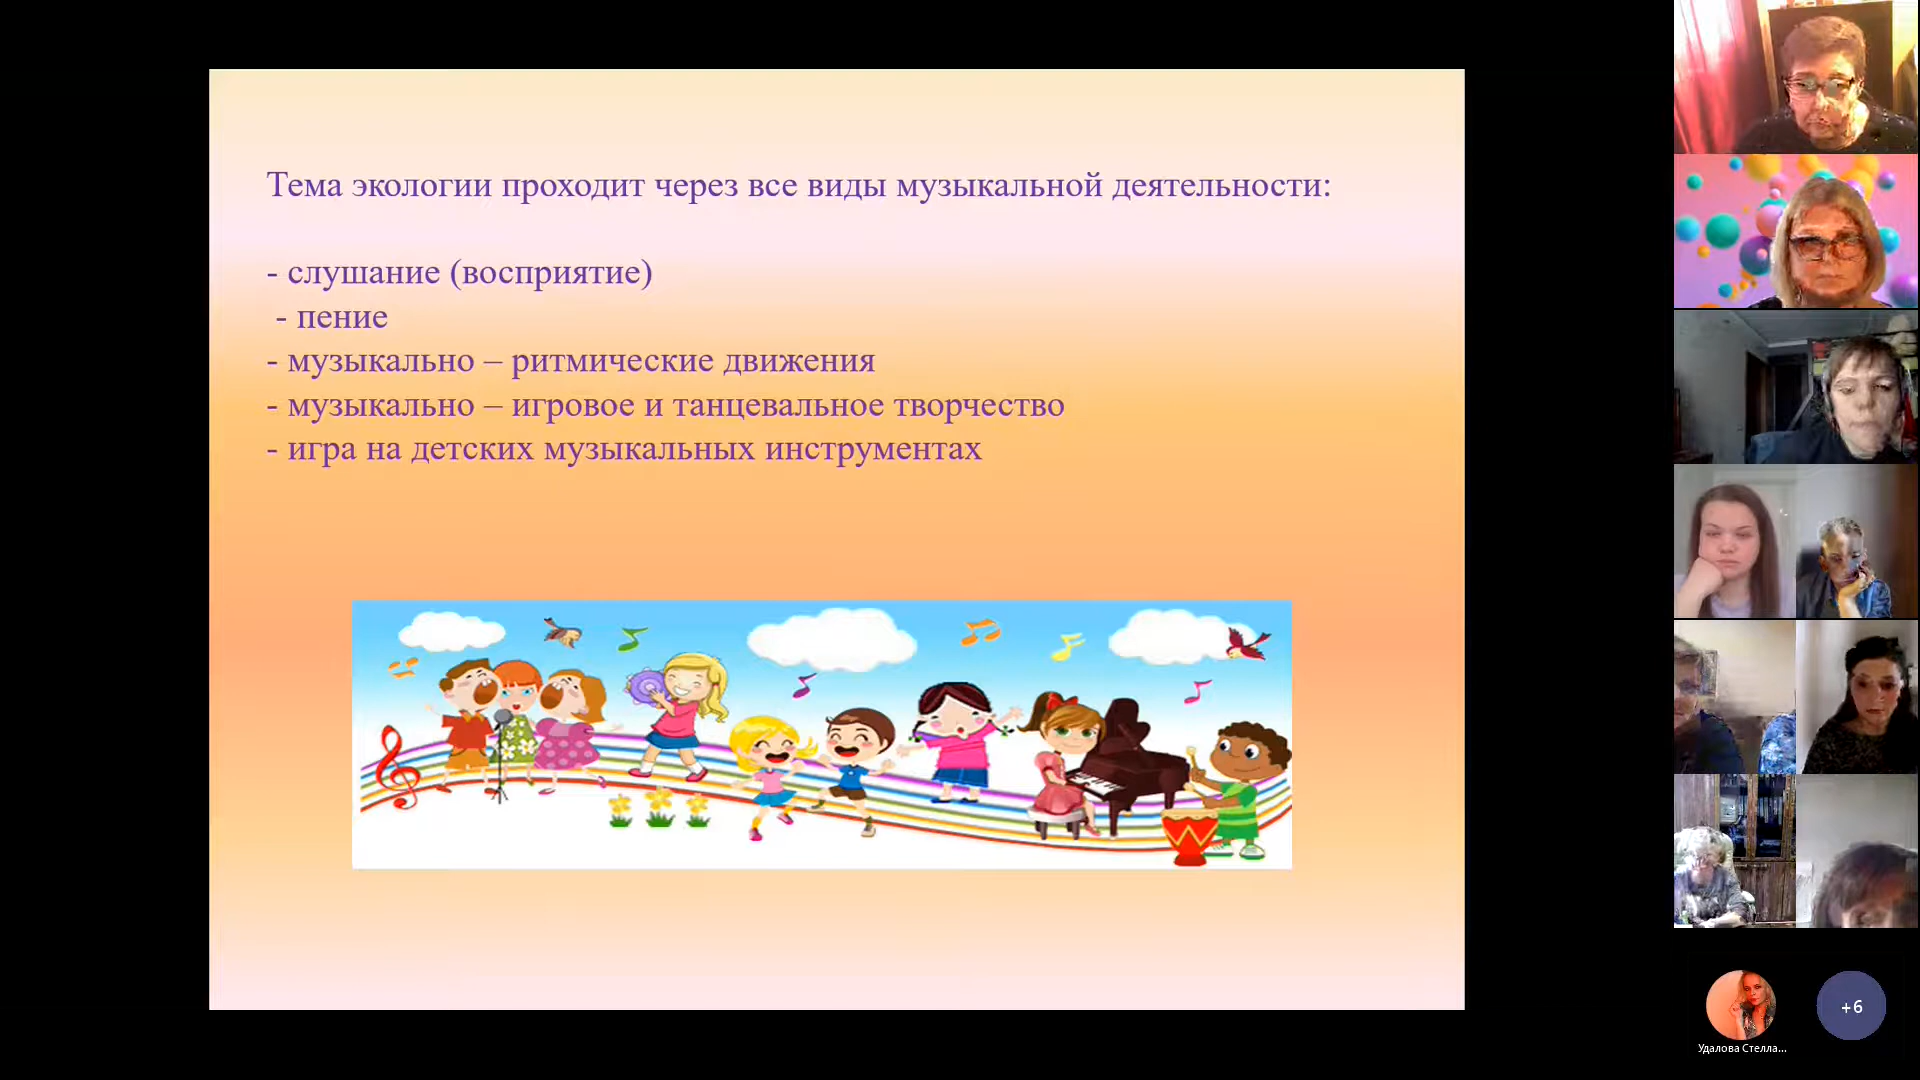 Тема экологии проходит через все виды музыкальной деятельности:
- слушание (восприятие)
- пение
- музыкально – ритмические движения
- музыкально – игровое и танцевальное творчество
- игра на детских музыкальных инструментах
+6
Удалова Стелла...